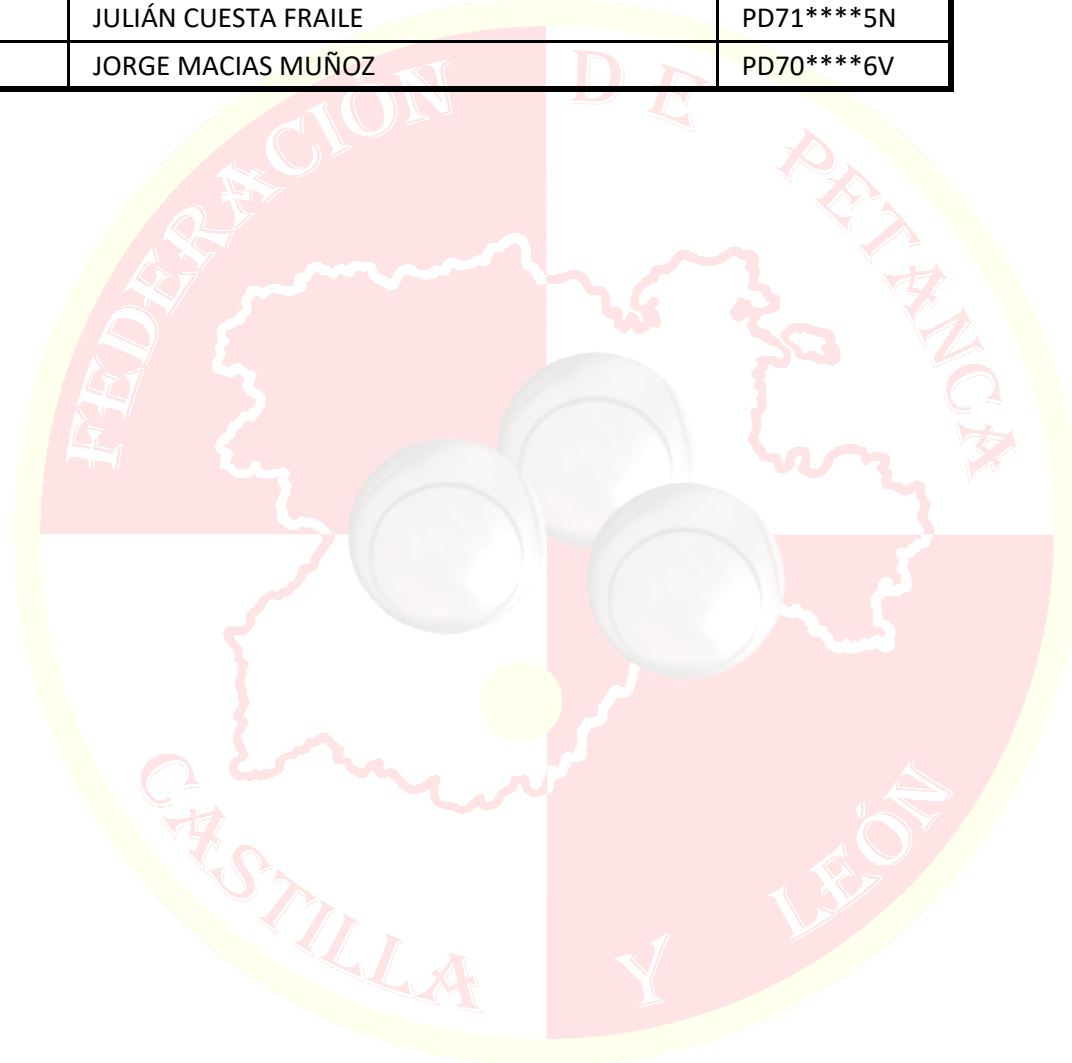 JULIÁN CUESTA FRAILE PD71****5N
JORGE MACIAS MUÑOZ PD70****6V
FEDERACIÓN DE PETANCA
CASTILLA Y LEÓN